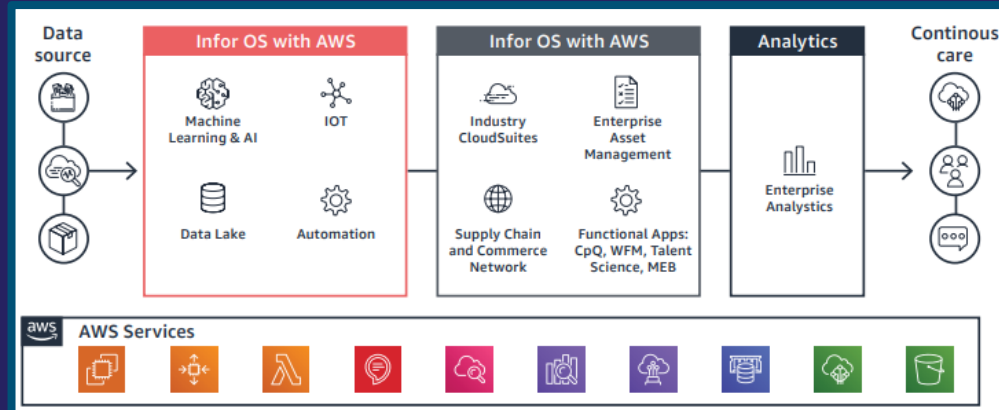 Data
source
Infor OS with AWS
Machine
Learning & AI
IOT
Data Lake
Automation
Infor OS with AWS
Industry
CloudSuites
Enterprise
Asset
Management
Supply Chain
and Commerce
Network
Functional Apps:
CpQ, WFM, Talent
Science, MEB
Analytics
Enterprise
Analystics
Continous
care
aws
AWS Services